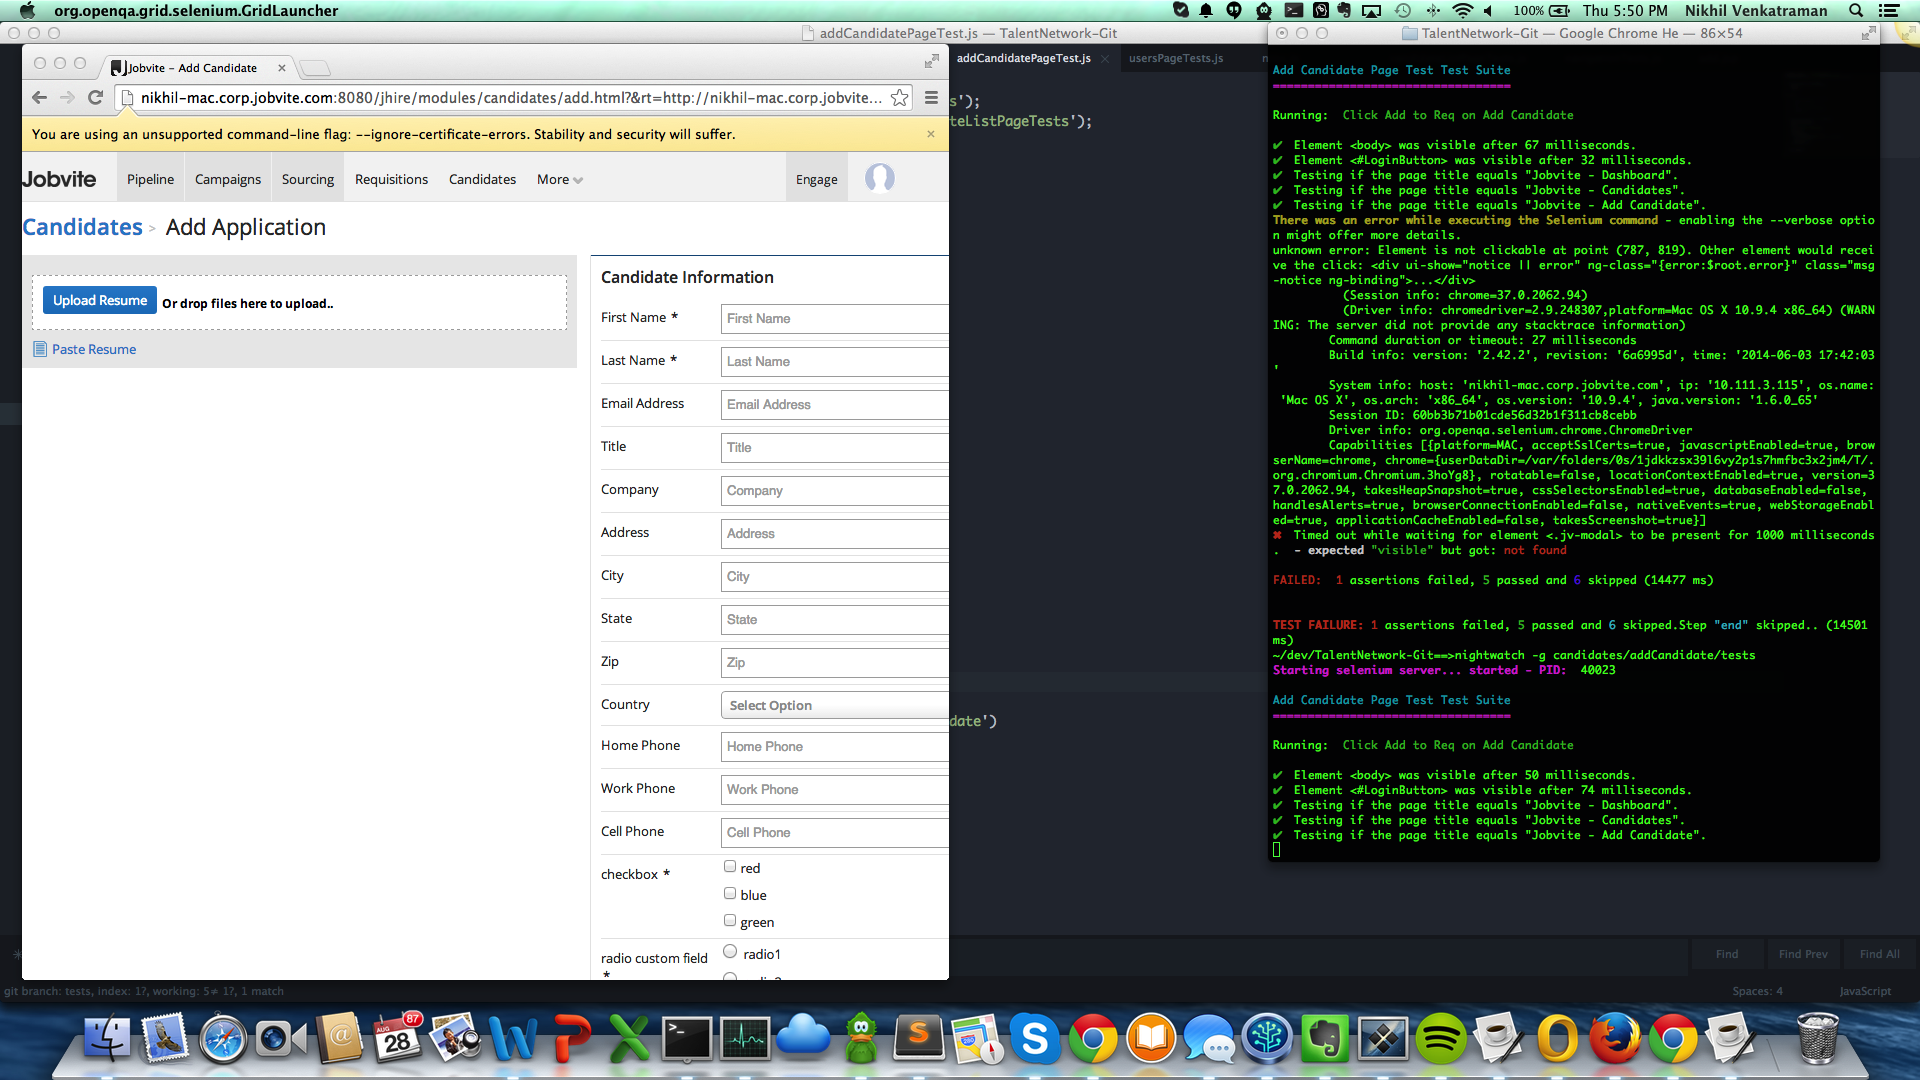 org.openqa.grid.selenium.GridLauncher
100%
Thu 5:50 PM
Nikhil Venkatraman
addCandidatePageTest.js — TalentNetwork-Git
Jobvite - Add Candidate
nikhil-mac.corp.jobvite.com:8080/jhire/modules/candidates/add.html?&rt=http://nikhil-mac.corp.jobvite...
You are using an unsupported command-line flag: --ignore-certificate-errors. Stability and security will suffer.
Jobvite
Pipeline
Campaigns
Sourcing
Requisitions
Candidates
More
Engage
Candidates > Add Application
Upload Resume
Or drop files here to upload..
Paste Resume
Candidate Information
First Name *
First Name
Last Name *
Last Name
Email Address
Email Address
Title
Title
Company
Company
Address
Address
City
City
State
State
Zip
Zip
Country
Select Option
Home Phone
Home Phone
Work Phone
Work Phone
Cell Phone
Cell Phone
checkbox *
red
blue
green
radio custom field
*
radio1
addCandidatePageTest.js
usersPageTests.js
s');
teListPageTests');
date')
TalentNetwork-Git — Google Chrome He — 86×54
Add Candidate Page Test Test Suite
==================================
Running:  Click Add to Req on Add Candidate
✔  Element <body> was visible after 67 milliseconds.
✔  Element <#LoginButton> was visible after 32 milliseconds.
✔  Testing if the page title equals "Jobvite - Dashboard".
✔  Testing if the page title equals "Jobvite - Candidates".
✔  Testing if the page title equals "Jobvite - Add Candidate".
There was an error while executing the Selenium command - enabling the --verbose optio
n might offer more details.
unknown error: Element is not clickable at point (787, 819). Other element would recei
ve the click: <div ui-show="notice || error" ng-class="{error:$root.error}" class="msg
-notice ng-binding">...</div>
(Session info: chrome=37.0.2062.94)
(Driver info: chromedriver=2.9.248307,platform=Mac OS X 10.9.4 x86_64) (WARN
ING: The server did not provide any stacktrace information)
Command duration or timeout: 27 milliseconds
Build info: version: '2.42.2', revision: '6a6995d', time: '2014-06-03 17:42:03
'
System info: host: 'nikhil-mac.corp.jobvite.com', ip: '10.111.3.115', os.name:
'Mac OS X', os.arch: 'x86_64', os.version: '10.9.4', java.version: '1.6.0_65'
Session ID: 60bb3b71b01cde56d32b1f311cb8cebb
Driver info: org.openqa.selenium.chrome.ChromeDriver
Capabilities [{platform=MAC, acceptSslCerts=true, javascriptEnabled=true, brow
serName=chrome, chrome={userDataDir=/var/folders/0s/1jdkkzsx39l6vy2p1s7hmfbc3x2jm4/T/.
org.chromium.Chromium.3hoYg8}, rotatable=false, locationContextEnabled=true, version=3
7.0.2062.94, takesHeapSnapshot=true, cssSelectorsEnabled=true, databaseEnabled=false,
handlesAlerts=true, browserConnectionEnabled=false, nativeEvents=true, webStorageEnabl
ed=true, applicationCacheEnabled=false, takesScreenshot=true}]
✖  Timed out while waiting for element <.jv-modal> to be present for 1000 milliseconds
.  - expected "visible" but got: not found
FAILED:  1 assertions failed, 5 passed and 6 skipped (14477 ms)
TEST FAILURE: 1 assertions failed, 5 passed and 6 skipped.Step "end" skipped.. (14501
ms)
~/dev/TalentNetwork-Git==>nightwatch -g candidates/addCandidate/tests
Starting selenium server... started - PID:  40023
Add Candidate Page Test Test Suite
==================================
Running:  Click Add to Req on Add Candidate
✔  Element <body> was visible after 50 milliseconds.
✔  Element <#LoginButton> was visible after 74 milliseconds.
✔  Testing if the page title equals "Jobvite - Dashboard".
✔  Testing if the page title equals "Jobvite - Candidates".
✔  Testing if the page title equals "Jobvite - Add Candidate".
Find
Find Prev
Find All
git branch: tests, index: 1?, working: 5≠ 1?, 1 match
Spaces: 4
JavaScript
AUG
28
87